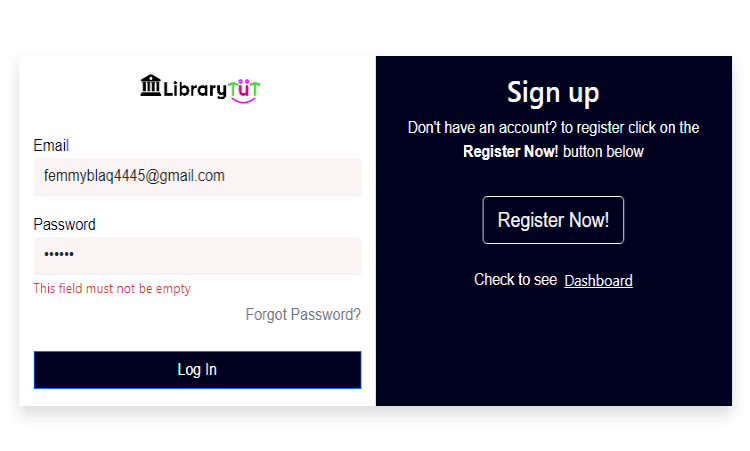 LibraryTÜT
Email
femmyblaq4445@gmail.com
Password
••••••
This field must not be empty
Forgot Password?
Log In
Sign up
Don't have an account? to register click on the
Register Now! button below
Register Now!
Check to see Dashboard